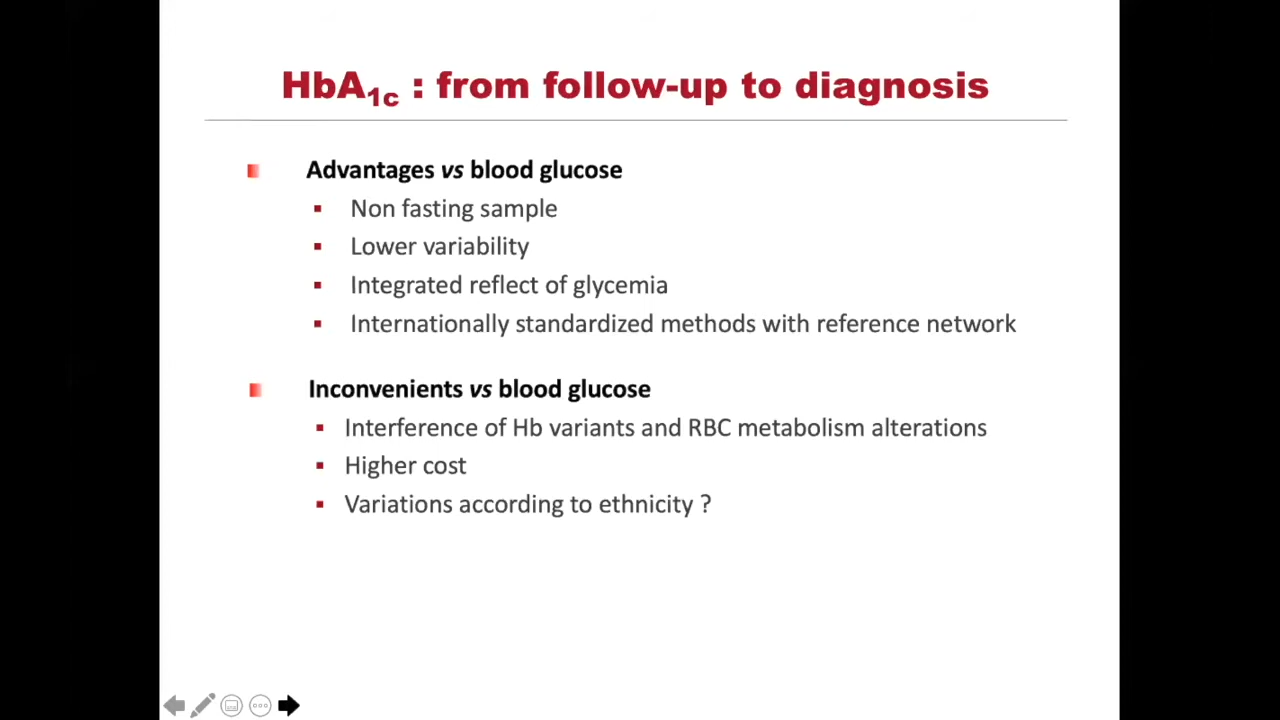 HbA1c : from follow-up to diagnosis
Advantages vs blood glucose
Non fasting sample
Lower variability
Integrated reflect of glycemia
Internationally standardized methods with reference network
Inconvenients vs blood glucose
Interference of Hb variants and RBC metabolism alterations
Higher cost
Variations according to ethnicity ?